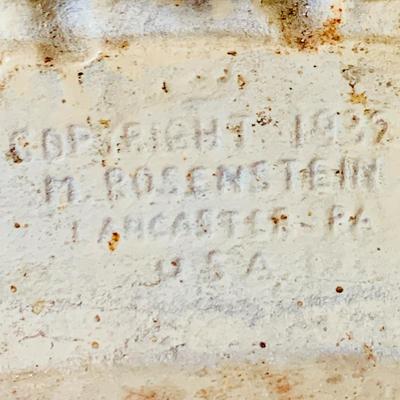 COPYRIGHT
M. ROSENSTEIN
LANCASTER - PA
U S A